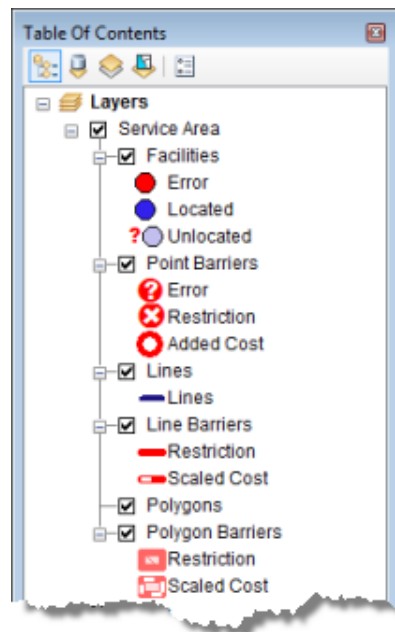 Table Of Contents
Layers
Service Area
Facilities
Error
Located
?Unlocated
Point Barriers
? Error
Restriction
Added Cost
Lines
Lines
Line Barriers
Restriction
Scaled Cost
Polygons
Polygon Barriers
Restriction
Scaled Cost